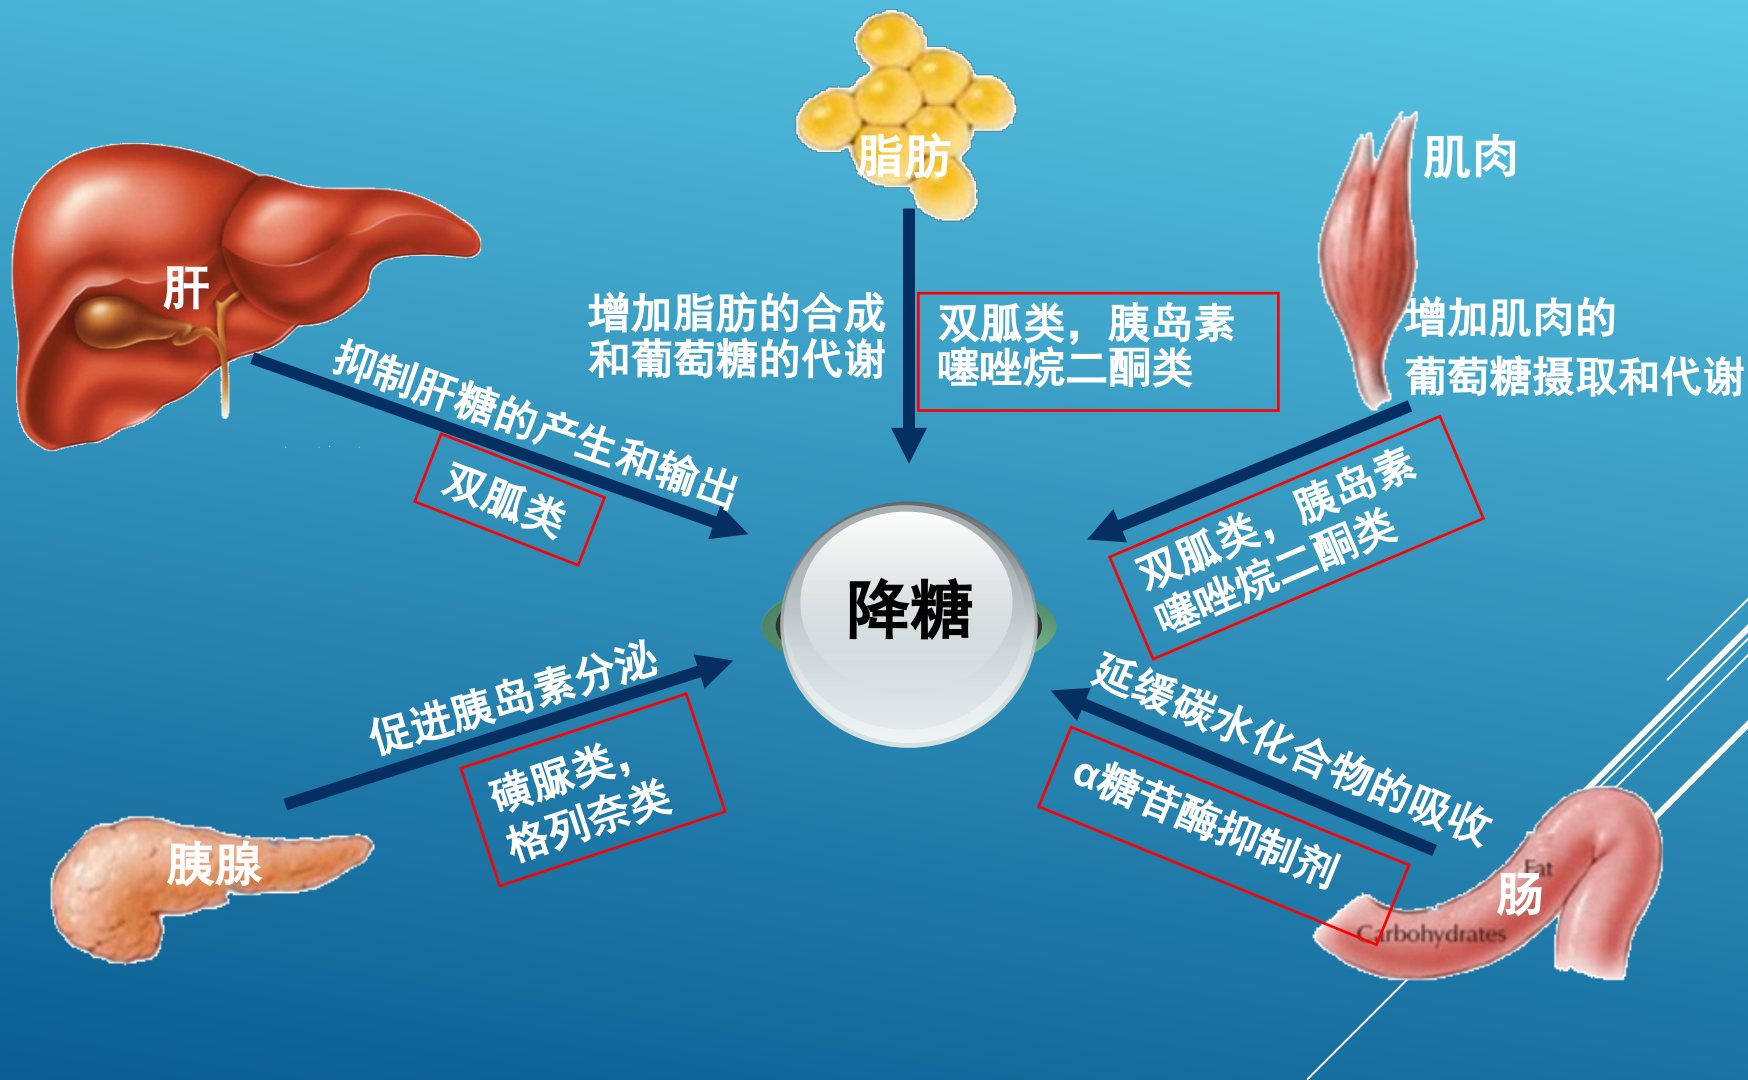 脂肪
肌肉
肝
增加脂肪的合成
和葡萄糖的代谢
双胍类，胰岛素
噻唑烷二酮类
增加肌肉的
葡萄糖摄取和代谢
抑制肝糖的产生和输出
双胍类
双胍类，胰岛素
噻唑烷二酮类
降糖
促进胰岛素分泌
磺脲类，
格列奈类
延缓碳水化合物的吸收
α糖苷酶抑制剂
胰腺
Fat
肠
Carbohydrates